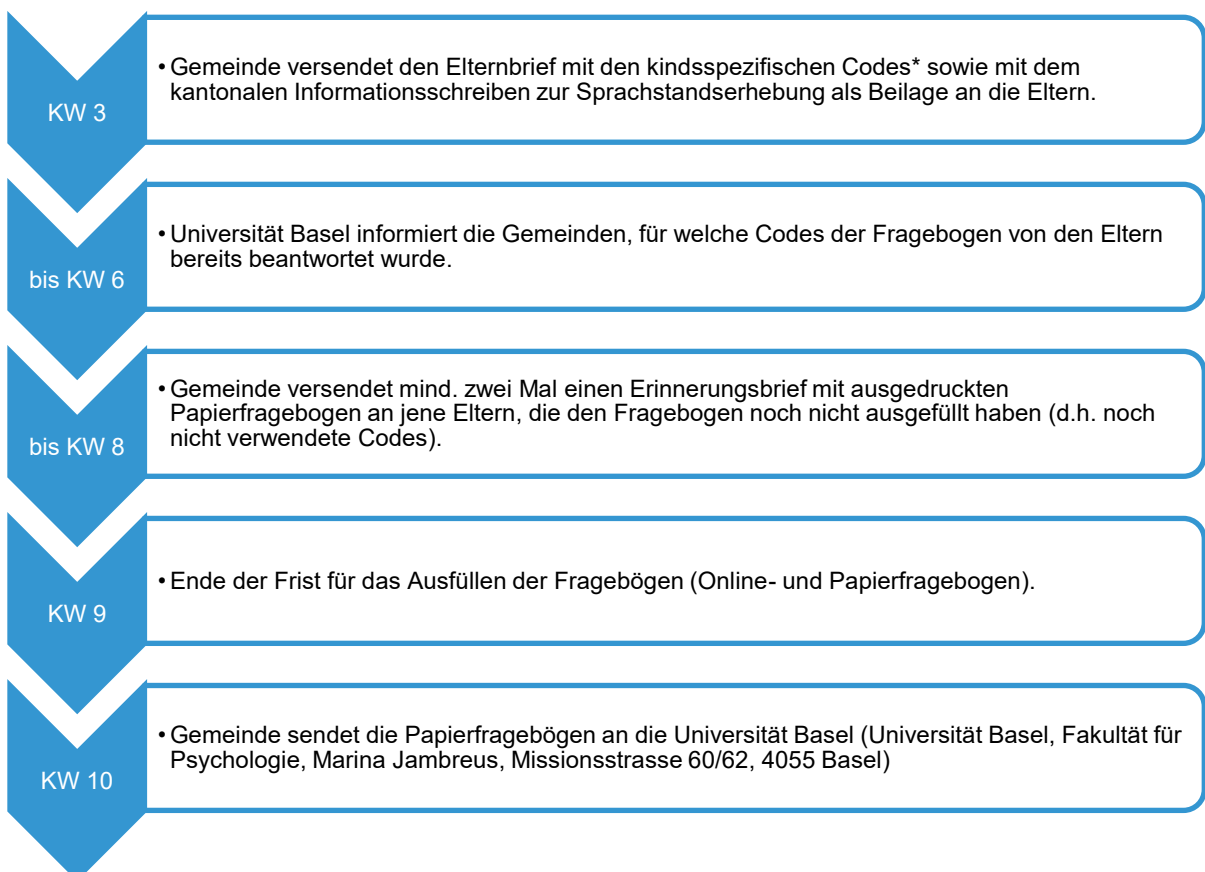 KW 3
• Gemeinde versendet den Elternbrief mit den kindsspezifischen Codes* sowie mit dem
kantonalen Informationsschreiben zur Sprachstandserhebung als Beilage an die Eltern.
bis KW 6
• Universität Basel informiert die Gemeinden, für welche Codes der Fragebogen von den Eltern
bereits beantwortet wurde.
bis KW 8
• Gemeinde versendet mind. zwei Mal einen Erinnerungsbrief mit ausgedruckten
Papierfragebogen an jene Eltern, die den Fragebogen noch nicht ausgefüllt haben (d.h. noch
nicht verwendete Codes).
KW 9
• Ende der Frist für das Ausfüllen der Fragebögen (Online- und Papierfragebogen).
KW 10
• Gemeinde sendet die Papierfragebögen an die Universität Basel (Universität Basel, Fakultät für
Psychologie, Marina Jambreus, Missionsstrasse 60/62, 4055 Basel)